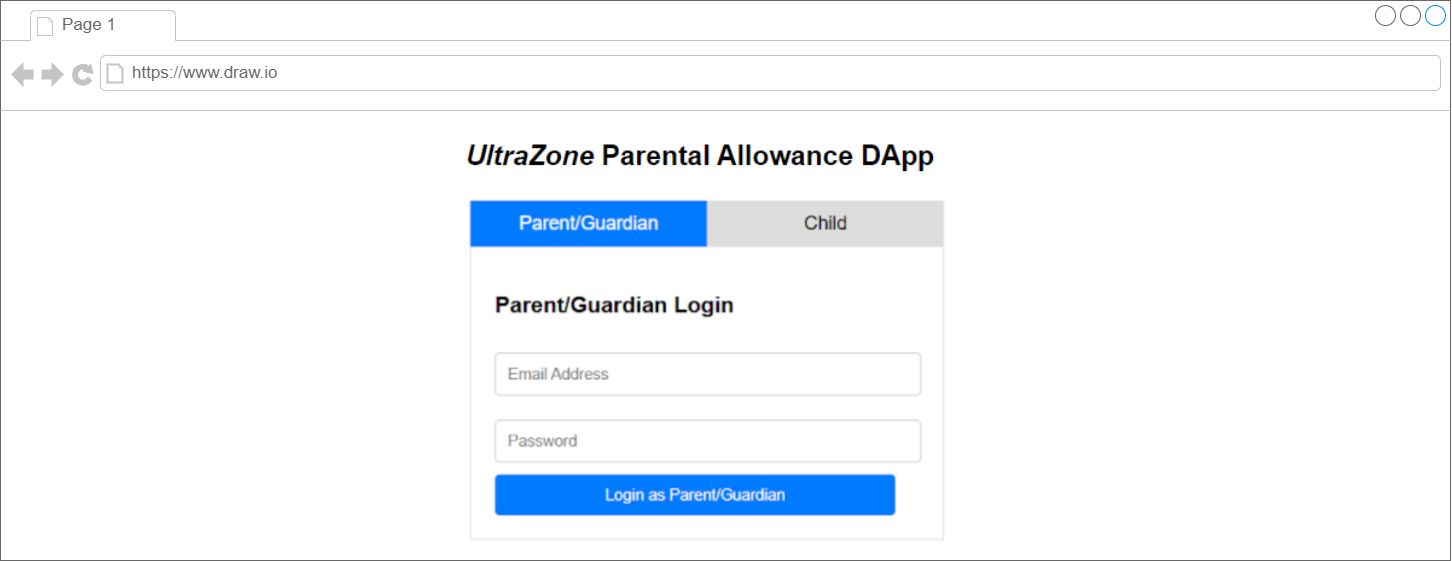 Page 1
https://www.draw.io
UltraZone Parental Allowance DApp
Parent/Guardian Child
Parent/Guardian Login
Email Address
Password
Login as Parent/Guardian